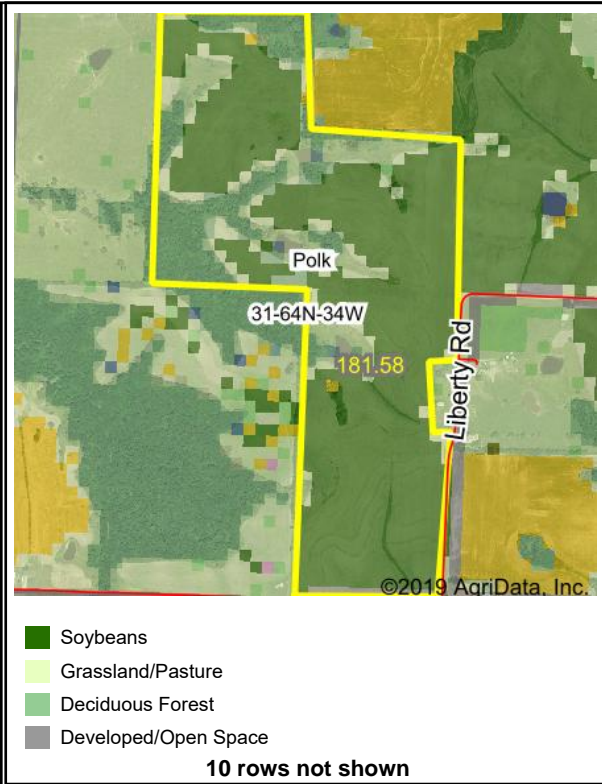 Polk
31-64N-34W
181.58
Liberty Rd
©2019 AgriData, Inc.
Soybeans
Grassland/Pasture
Deciduous Forest
Developed/Open Space
10 rows not shown